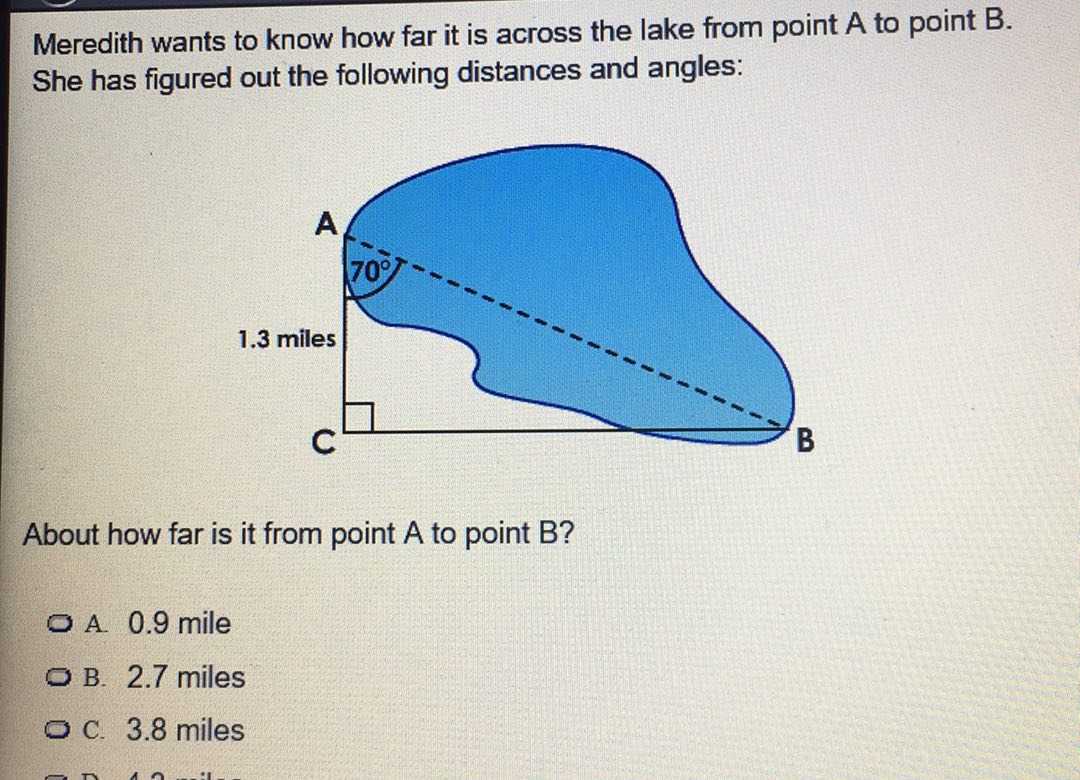 Meredith wants to know how far it is across the lake from point A to point B.
She has figured out the following distances and angles:
A
70°
1.3 miles
C
B
About how far is it from point A to point B?
A. 0.9 mile
B. 2.7 miles
C. 3.8 miles